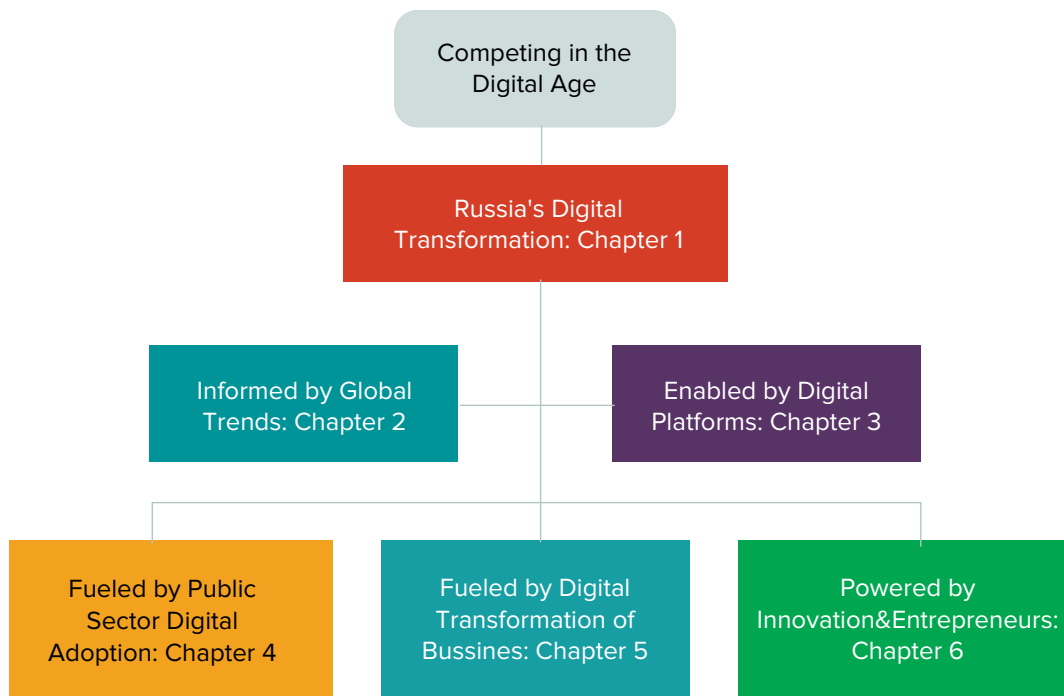 Competing in the
Digital Age
Russia's Digital
Transformation: Chapter 1
Informed by Global
Trends: Chapter 2
Enabled by Digital
Platforms: Chapter 3
Fueled by Public
Sector Digital
Adoption: Chapter 4
Fueled by Digital
Transformation of
Bussines: Chapter 5
Powered by
Innovation&Entrepreneurs:
Chapter 6